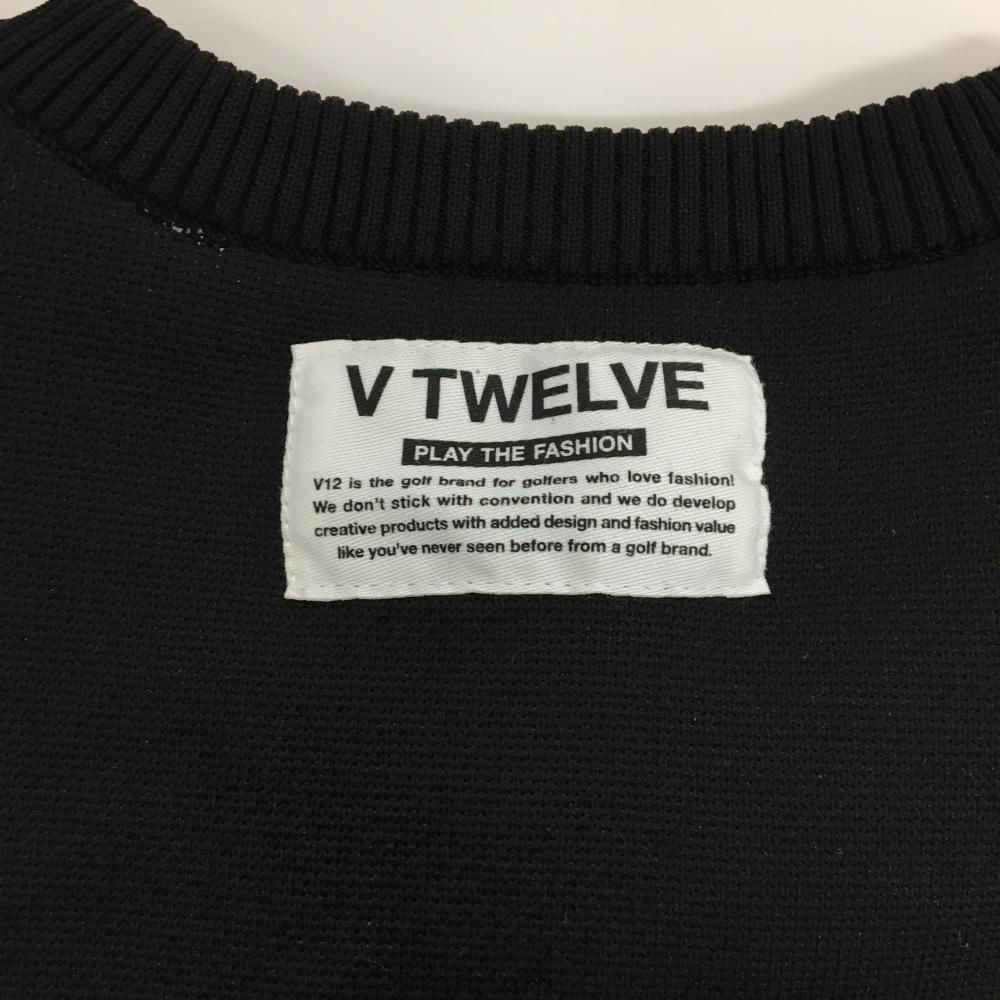 V TWELVE
PLAY THE FASHION
V12 is the golf brand for golfers who love fashion!
We don't stick with convention and we do develop
creative products with added design and fashion value
like you've never seen before from a golf brand.